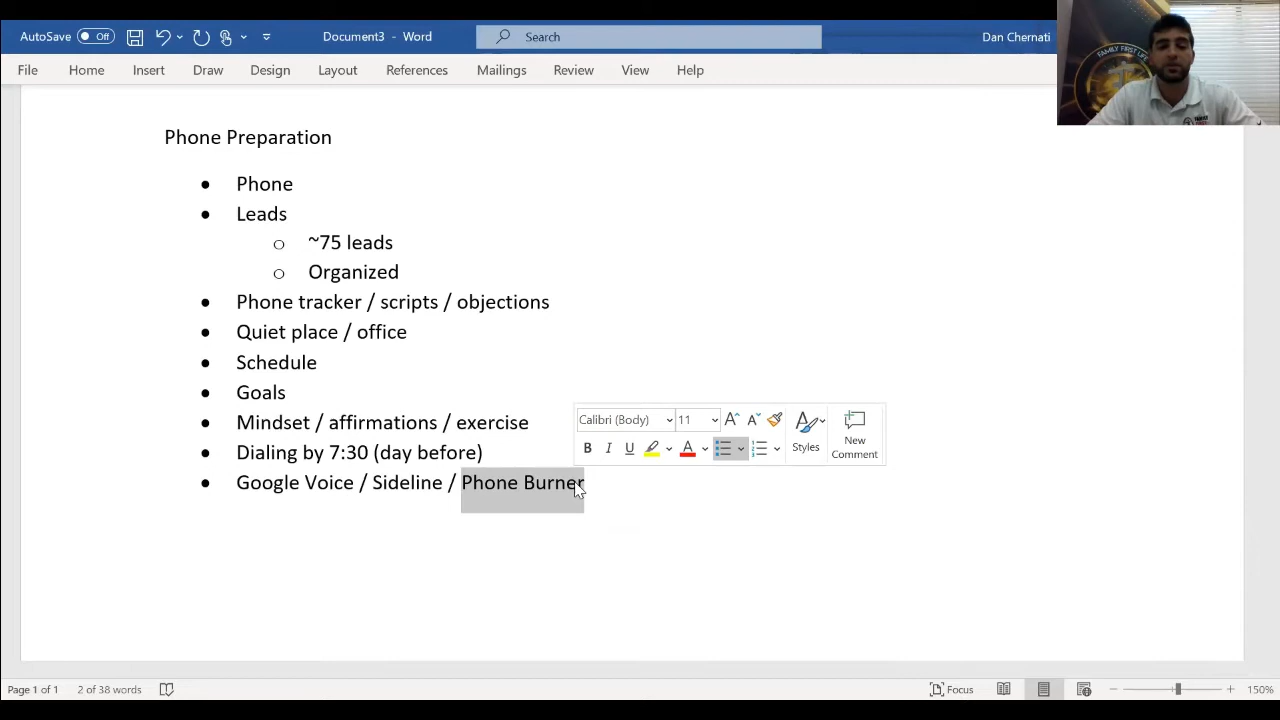 AutoSave Off Document3 - Word Search Dan Chernati
File Home Insert Draw Design Layout References Mailings Review View Help
FAMILY FIRST LIFE
Phone Preparation
• Phone
• Leads
o ~75 leads
o Organized
• Phone tracker / scripts / objections
• Quiet place / office
• Schedule
• Goals
• Mindset / affirmations / exercise
• Dialing by 7:30 (day before)
• Google Voice / Sideline / Phone Burner
Calibri (Body) 11 A A Styles New Comment
B I U A
Page 1 of 1 2 of 38 words Focus 150%